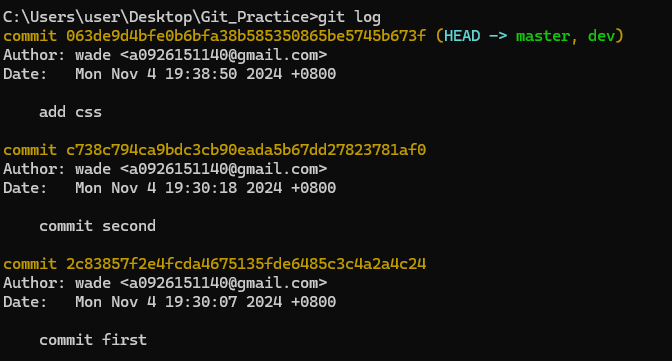 C:\Users\user\Desktop\Git_Practice>git log
commit 063de9d4bfe0b6bfa38b585350865be5745b673f (HEAD -> master, dev)
Author: wade <a0926151140@gmail.com>
Date:   Mon Nov 4 19:38:50 2024 +0800
    add css
commit c738c794ca9bdc3cb90eada5b67dd27823781af0
Author: wade <a0926151140@gmail.com>
Date:   Mon Nov 4 19:30:18 2024 +0800
    commit second
commit 2c83857f2e4fcda4675135fde6485c3c4a2a4c24
Author: wade <a0926151140@gmail.com>
Date:   Mon Nov 4 19:30:07 2024 +0800
    commit first